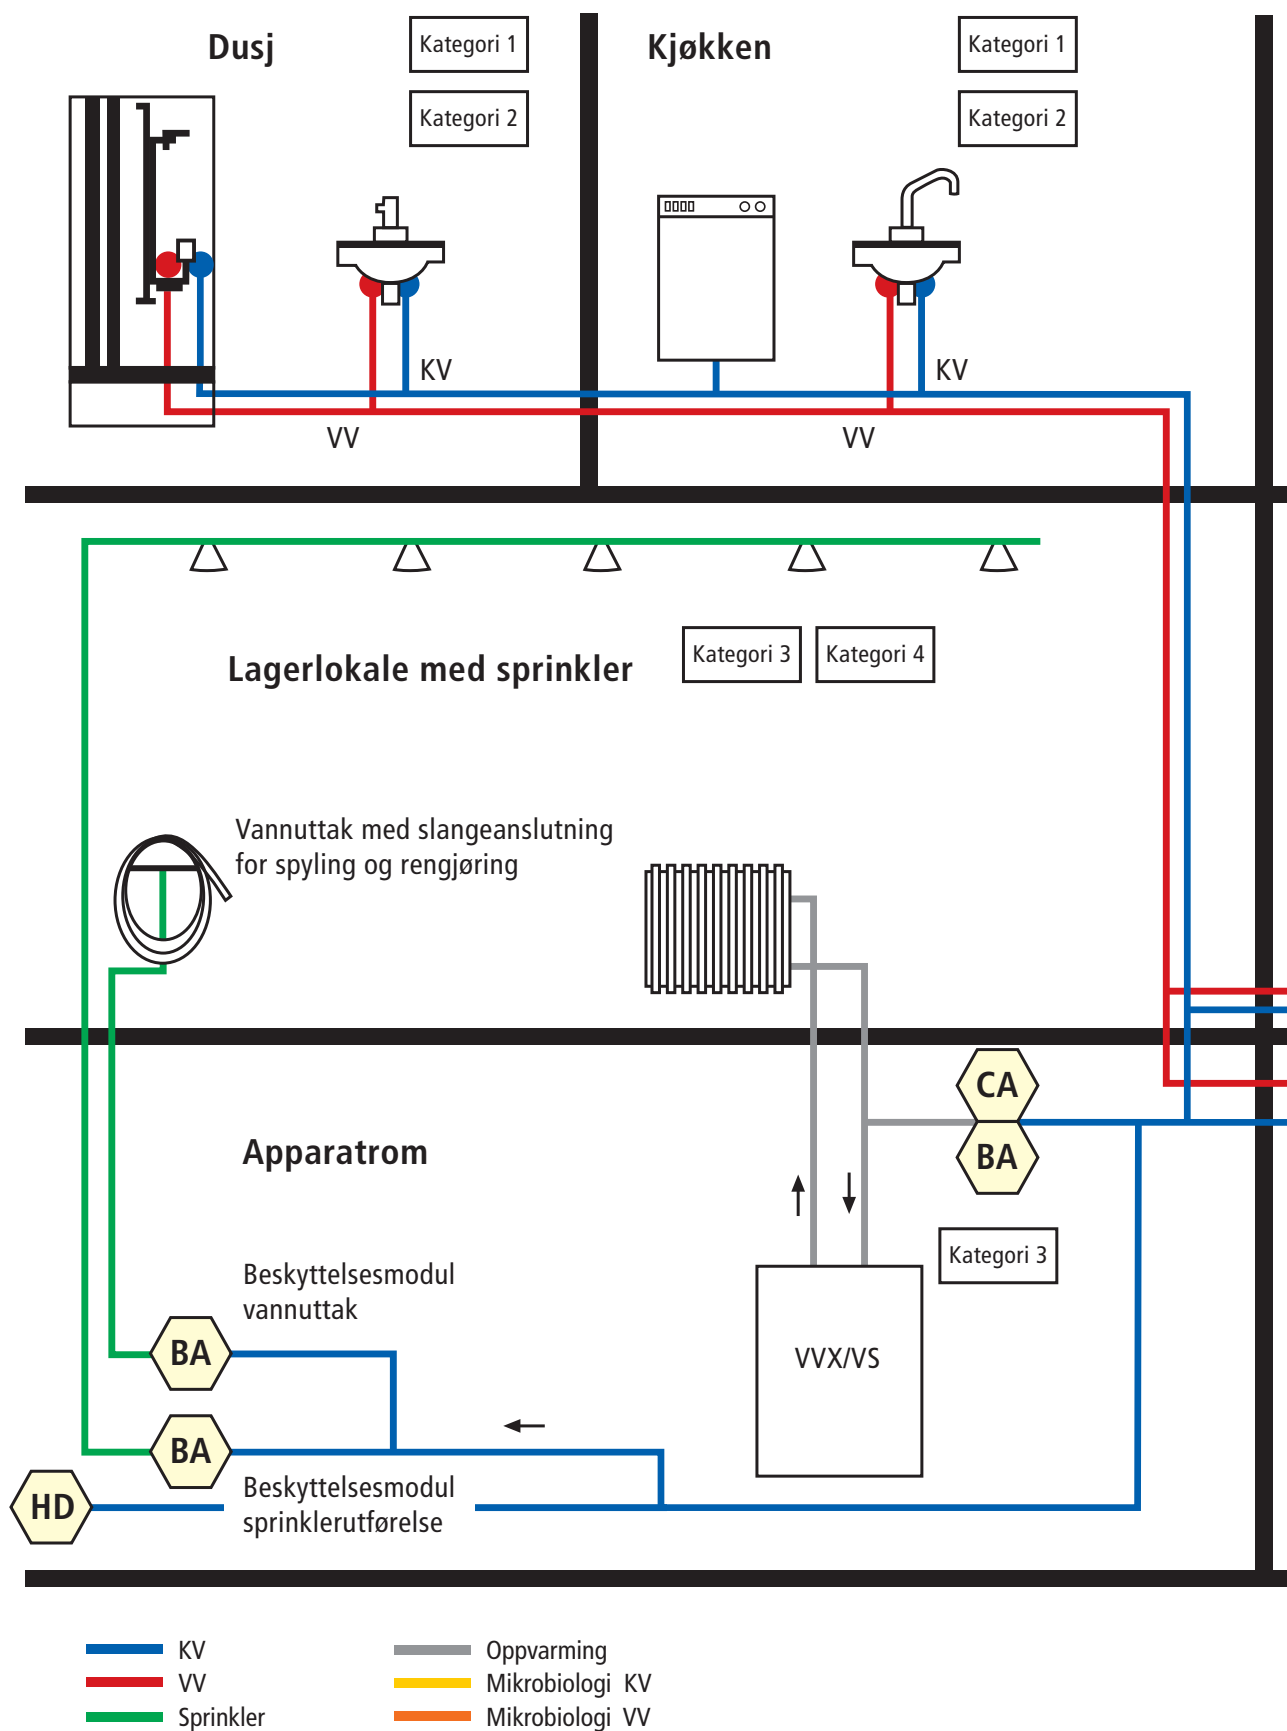 Dusj
Kategori 1
Kategori 2
Kjøkken
Kategori 1
Kategori 2
KV
VV
KV
VV
Lagerlokale med sprinkler
Kategori 3
Kategori 4
Vannuttak med slangeanslutning
for spyling og rengjøring
CA
BA
Apparatrom
Kategori 3
Beskyttelsesmodul
vannuttak
BA
VVX/VS
BA
HD
Beskyttelsesmodul
sprinklerutførelse
KV
VV
Sprinkler
Oppvarming
Mikrobiologi KV
Mikrobiologi VV